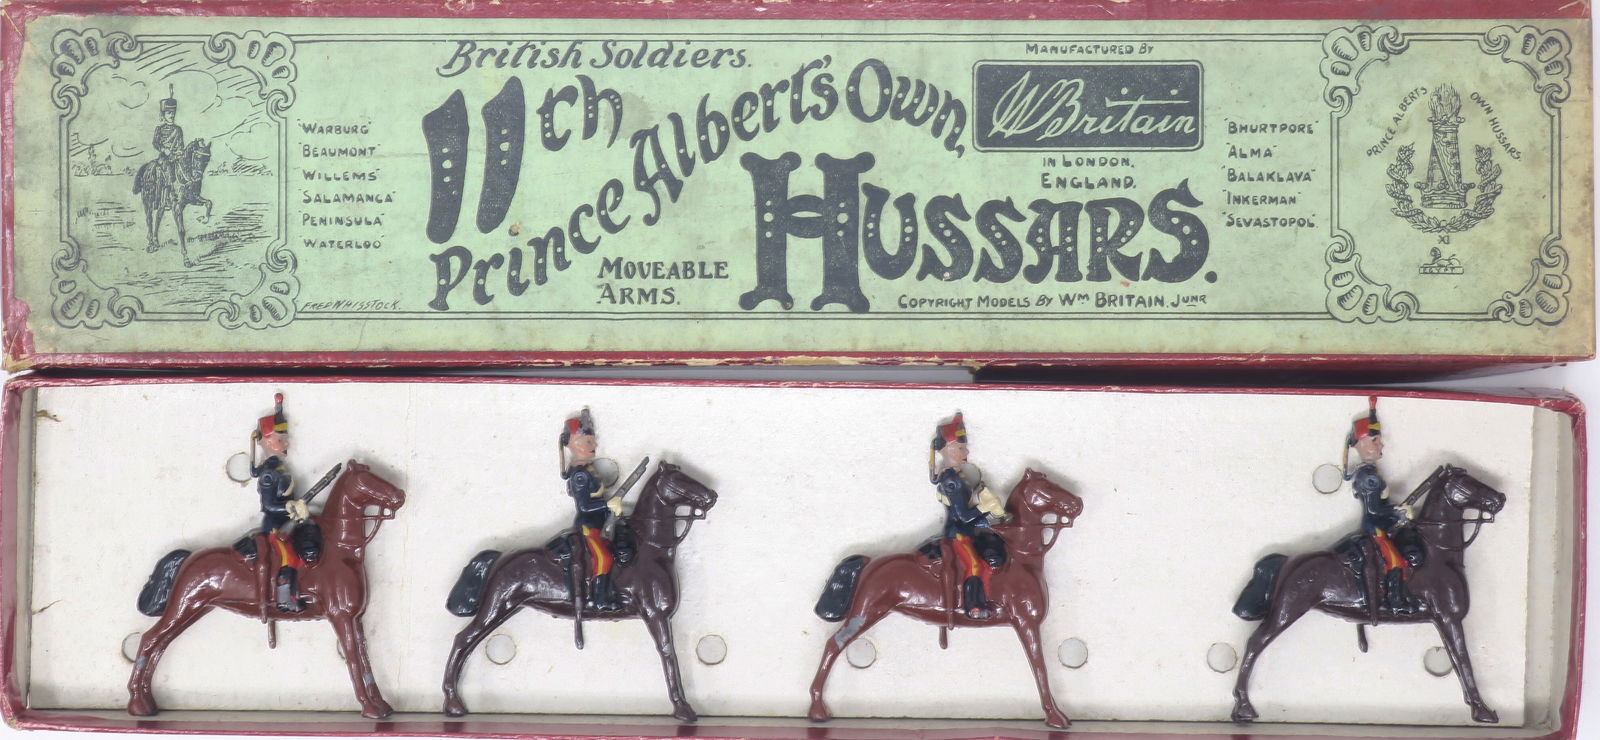 British Soldiers.
11th
Prince Albert's Own,
Hussars.
Moveable
Arms.
Manufactured By
W Britain
in London,
England.
Copyright Models By Wm Britain, Junr
"Warburg"
"Beaumont"
"Willems"
"Salamanca"
"Peninsula"
"Waterloo"
Fred Whisstock.
"Bhurtpore"
"Alma"
"Balaklava"
"Inkerman"
"Sevastopol"
Prince Alberts Own Hussars
XI
Egypt